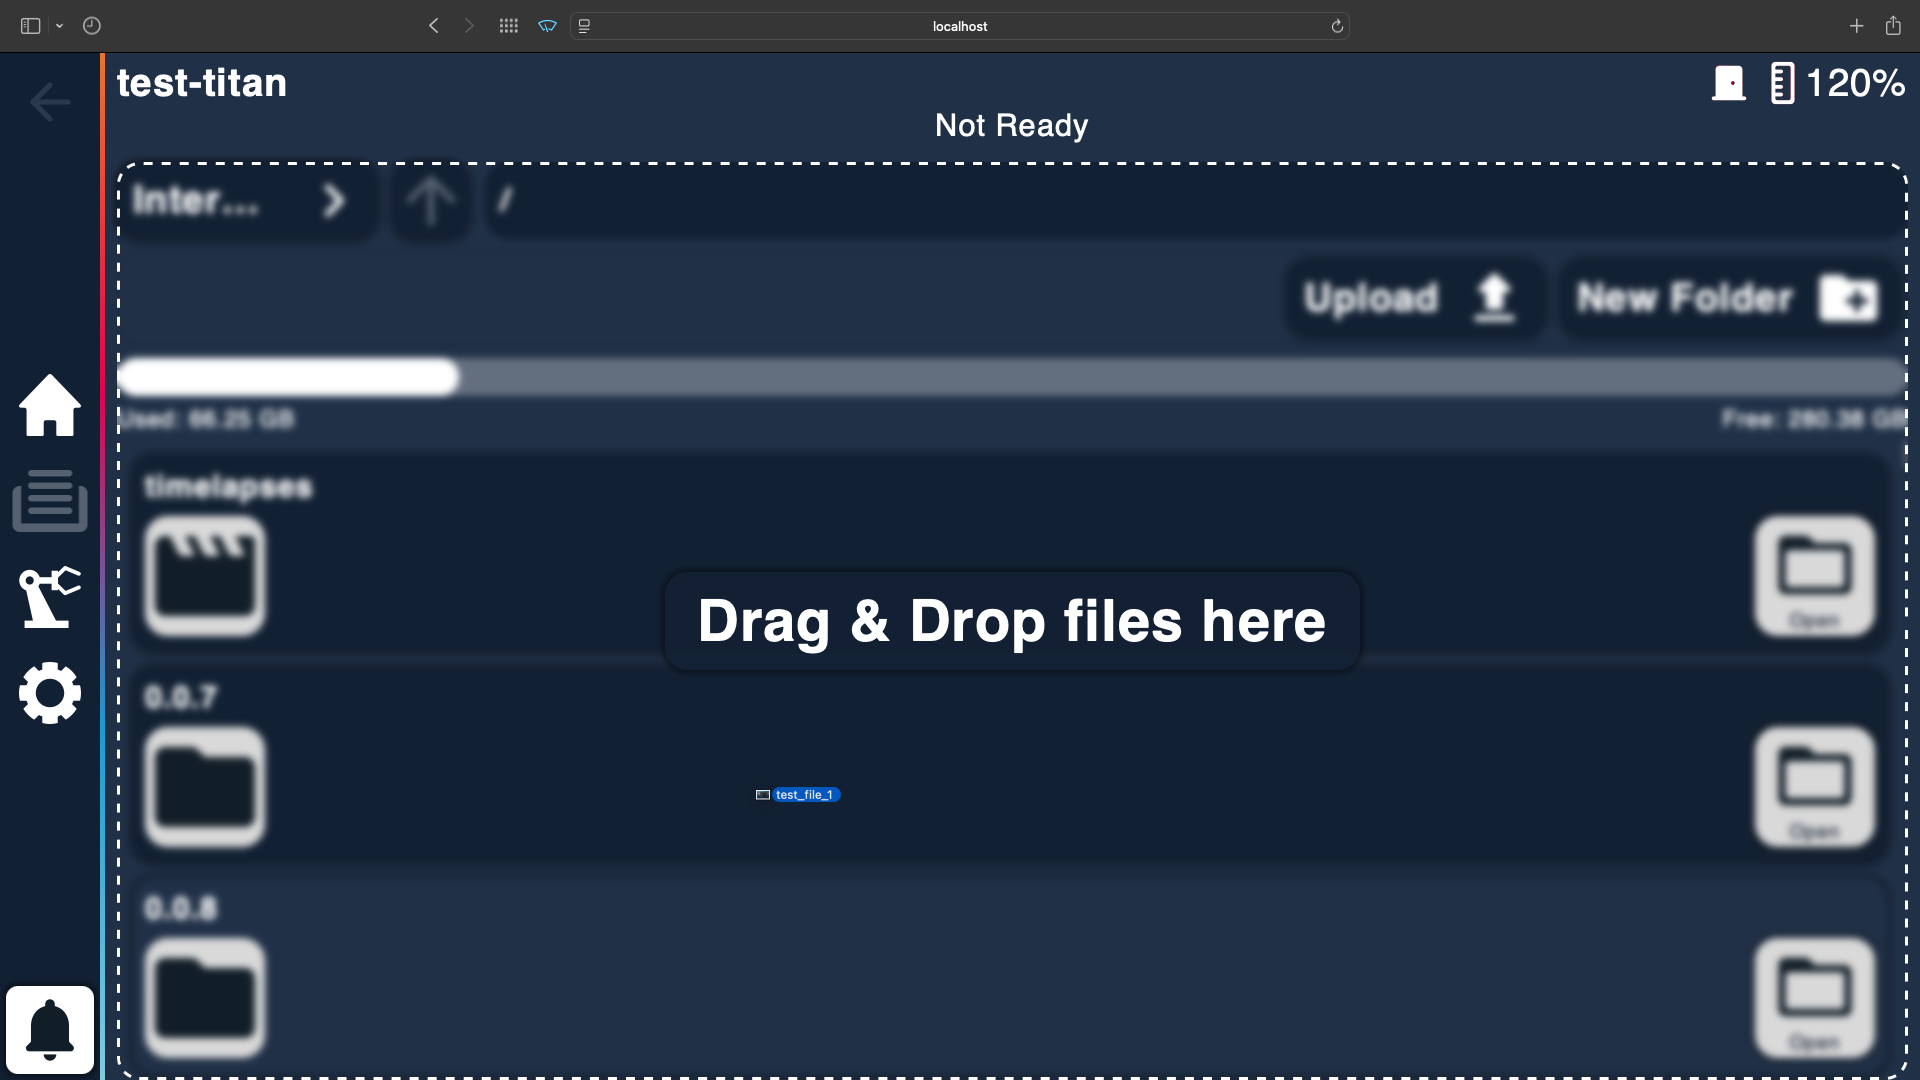 localhost
test-titan
120%
Not Ready
Inter...
/
Upload
New Folder
Used: 66.25 GB
Free: 280.38 GB
timelapses
Open
Drag & Drop files here
0.0.7
test_file_1
Open
0.0.8
Open